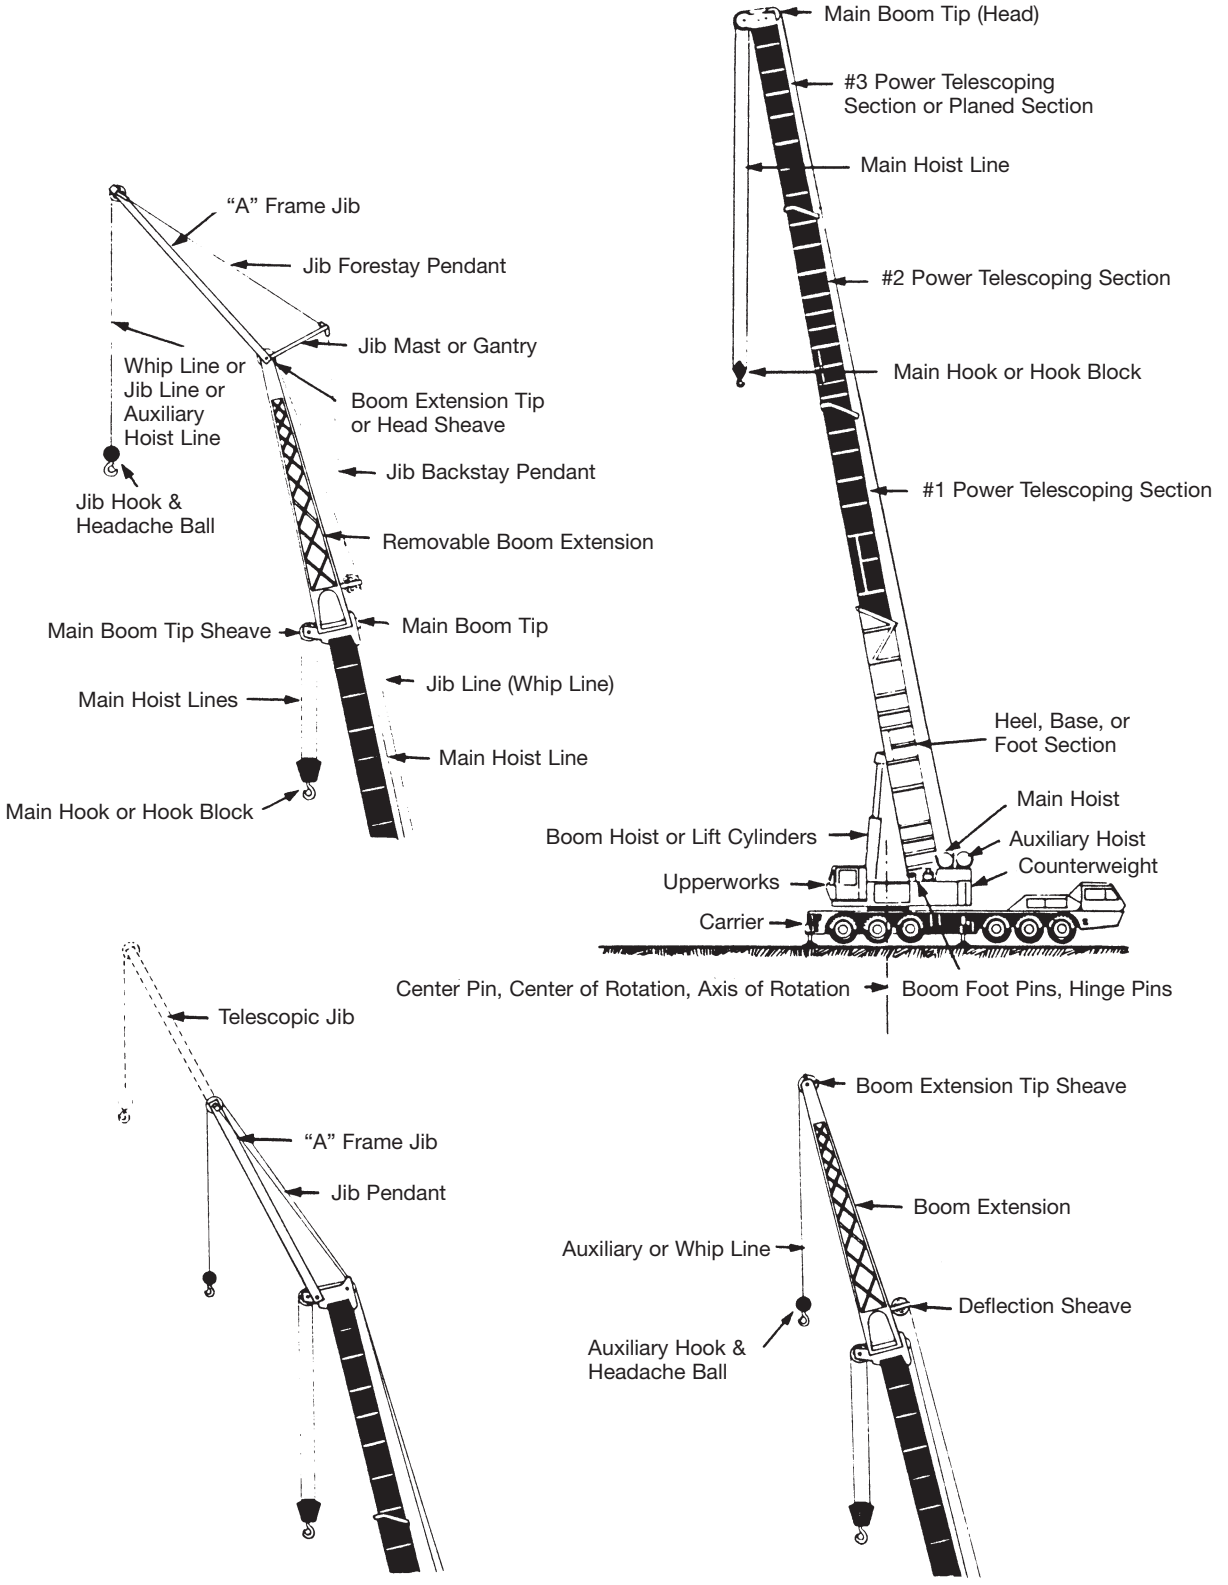 Main Boom Tip (Head)
#3 Power Telescoping
Section or Planed Section
Main Hoist Line
#2 Power Telescoping Section
Main Hook or Hook Block
#1 Power Telescoping Section
Heel, Base, or
Foot Section
Main Hoist
Auxiliary Hoist
Counterweight
Boom Hoist or Lift Cylinders
Upperworks
Carrier
Center Pin, Center of Rotation, Axis of Rotation
Boom Foot Pins, Hinge Pins
“A” Frame Jib
Jib Forestay Pendant
Jib Mast or Gantry
Whip Line or
Jib Line or
Auxiliary
Hoist Line
Boom Extension Tip
or Head Sheave
Jib Backstay Pendant
Jib Hook &
Headache Ball
Removable Boom Extension
Main Boom Tip Sheave
Main Boom Tip
Main Hoist Lines
Jib Line (Whip Line)
Main Hoist Line
Main Hook or Hook Block
Telescopic Jib
“A” Frame Jib
Jib Pendant
Boom Extension Tip Sheave
Boom Extension
Auxiliary or Whip Line
Deflection Sheave
Auxiliary Hook &
Headache Ball